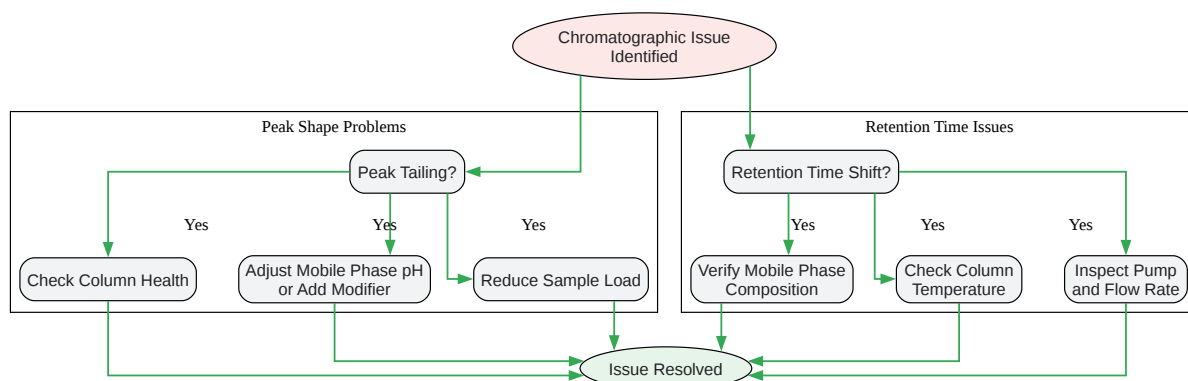 Chromatographic Issue
Identified
Peak Shape Problems
Retention Time Issues
Peak Tailing?
Retention Time Shift?
Yes
Yes
Yes
Yes
Yes
Yes
Check Column Health
Adjust Mobile Phase pH
or Add Modifier
Reduce Sample Load
Verify Mobile Phase
Composition
Check Column
Temperature
Inspect Pump
and Flow Rate
Issue Resolved